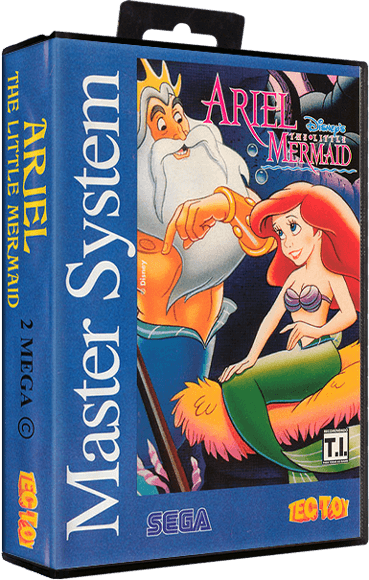 ARIEL
THE LITTLE MERMAID
2 MEGA ©
TEC TOY
Master System
ARIEL
Disney's
THE LITTLE
MERMAID
© Disney
RECOMENDADO
T.I.
SEGA
TEC TOY